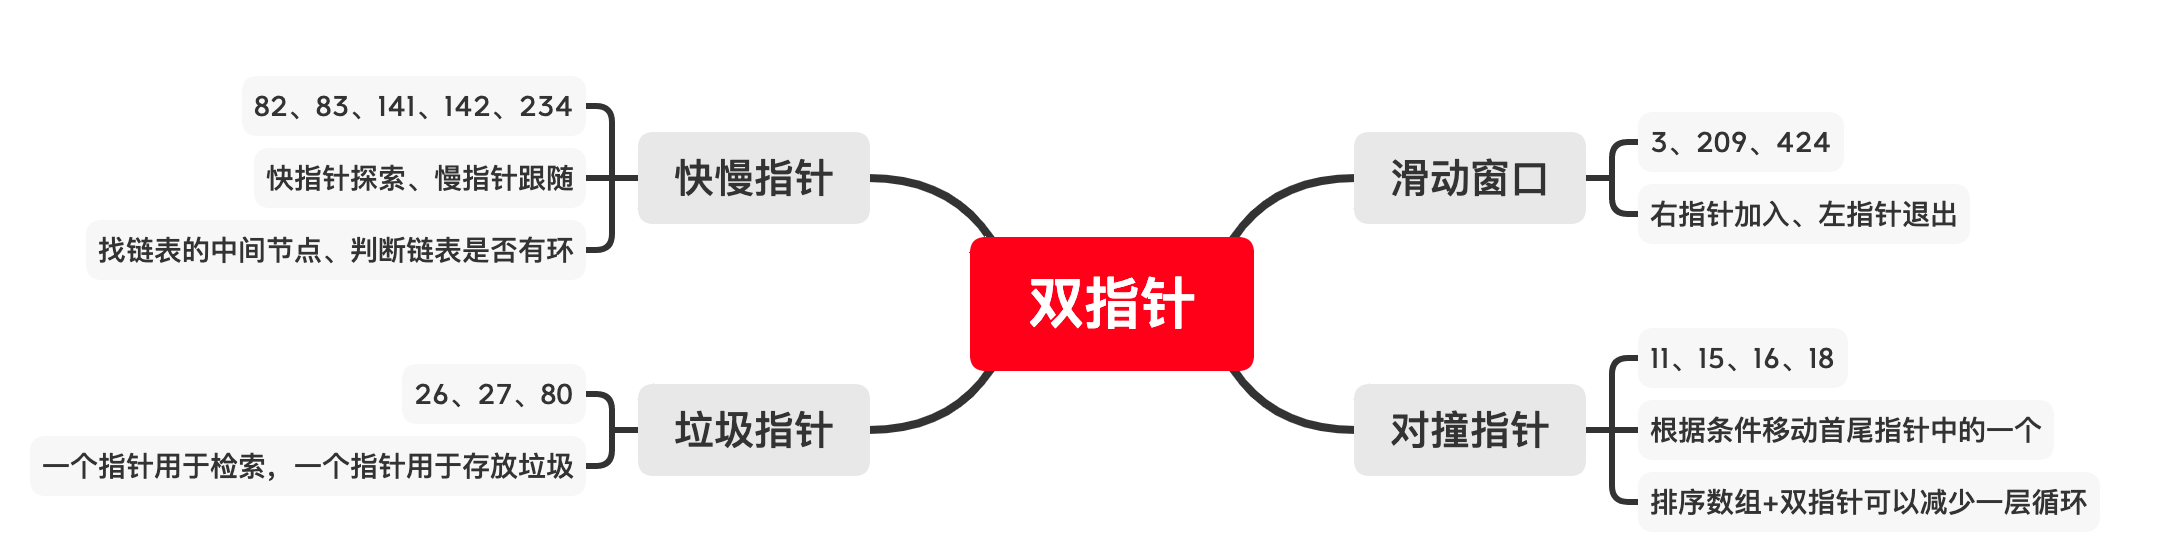 双指针
快慢指针
82、83、141、142、234
快指针探索、慢指针跟随
找链表的中间节点、判断链表是否有环
垃圾指针
26、27、80
一个指针用于检索，一个指针用于存放垃圾
滑动窗口
3、209、424
右指针加入、左指针退出
对撞指针
11、15、16、18
根据条件移动首尾指针中的一个
排序数组+双指针可以减少一层循环